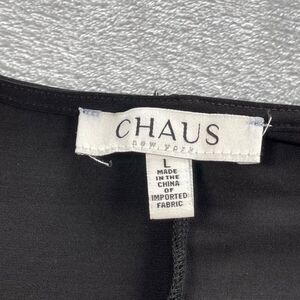 CHAUS
new york
L
MADE
IN THE
CHINA
OF
IMPORTED
FABRIC